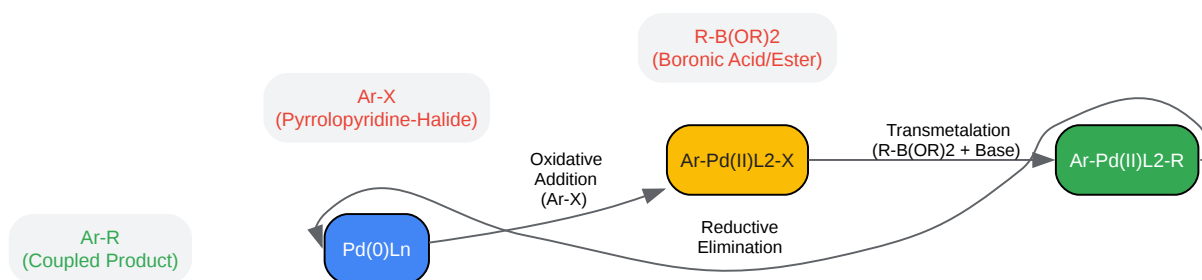 R-B(OR)2
(Boronic Acid/Ester)
Ar-X
(Pyrrolopyridine-Halide)
Transmetalation
(R-B(OR)2 + Base)
Oxidative
Addition
(Ar-X)
Ar-Pd(II)L2-X
Ar-Pd(II)L2-R
Ar-R
(Coupled Product)
Pd(0)Ln
Reductive
Elimination